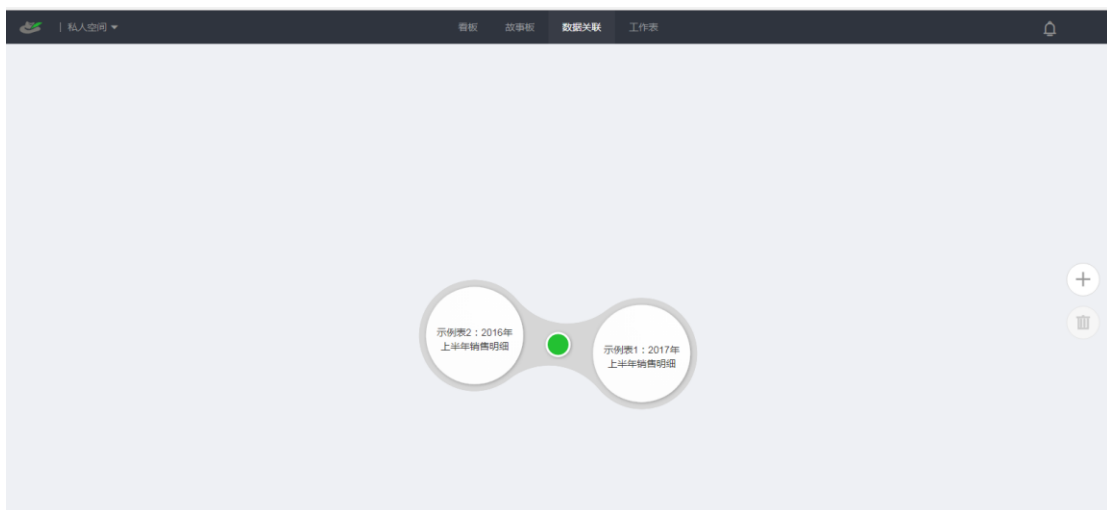 | 私人空间
看板 故事板 数据关联 工作表
示例表2：2016年
上半年销售明细
示例表1：2017年
上半年销售明细